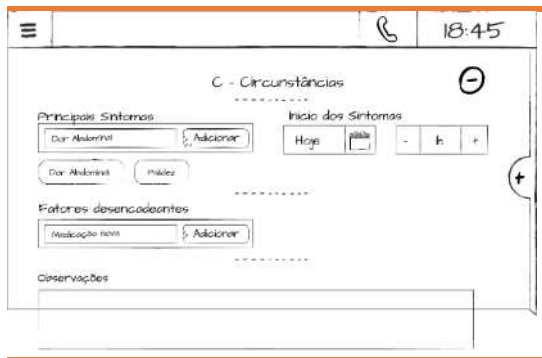 18:45
C - Circunstâncias
Principais Sintomas
Início dos Sintomas
Dor Abdominal
Adicionar
Hoje
- h +
Dor Abdominal
Palidez
Fatores desencadeantes
Medicação nova
Adicionar
Observações